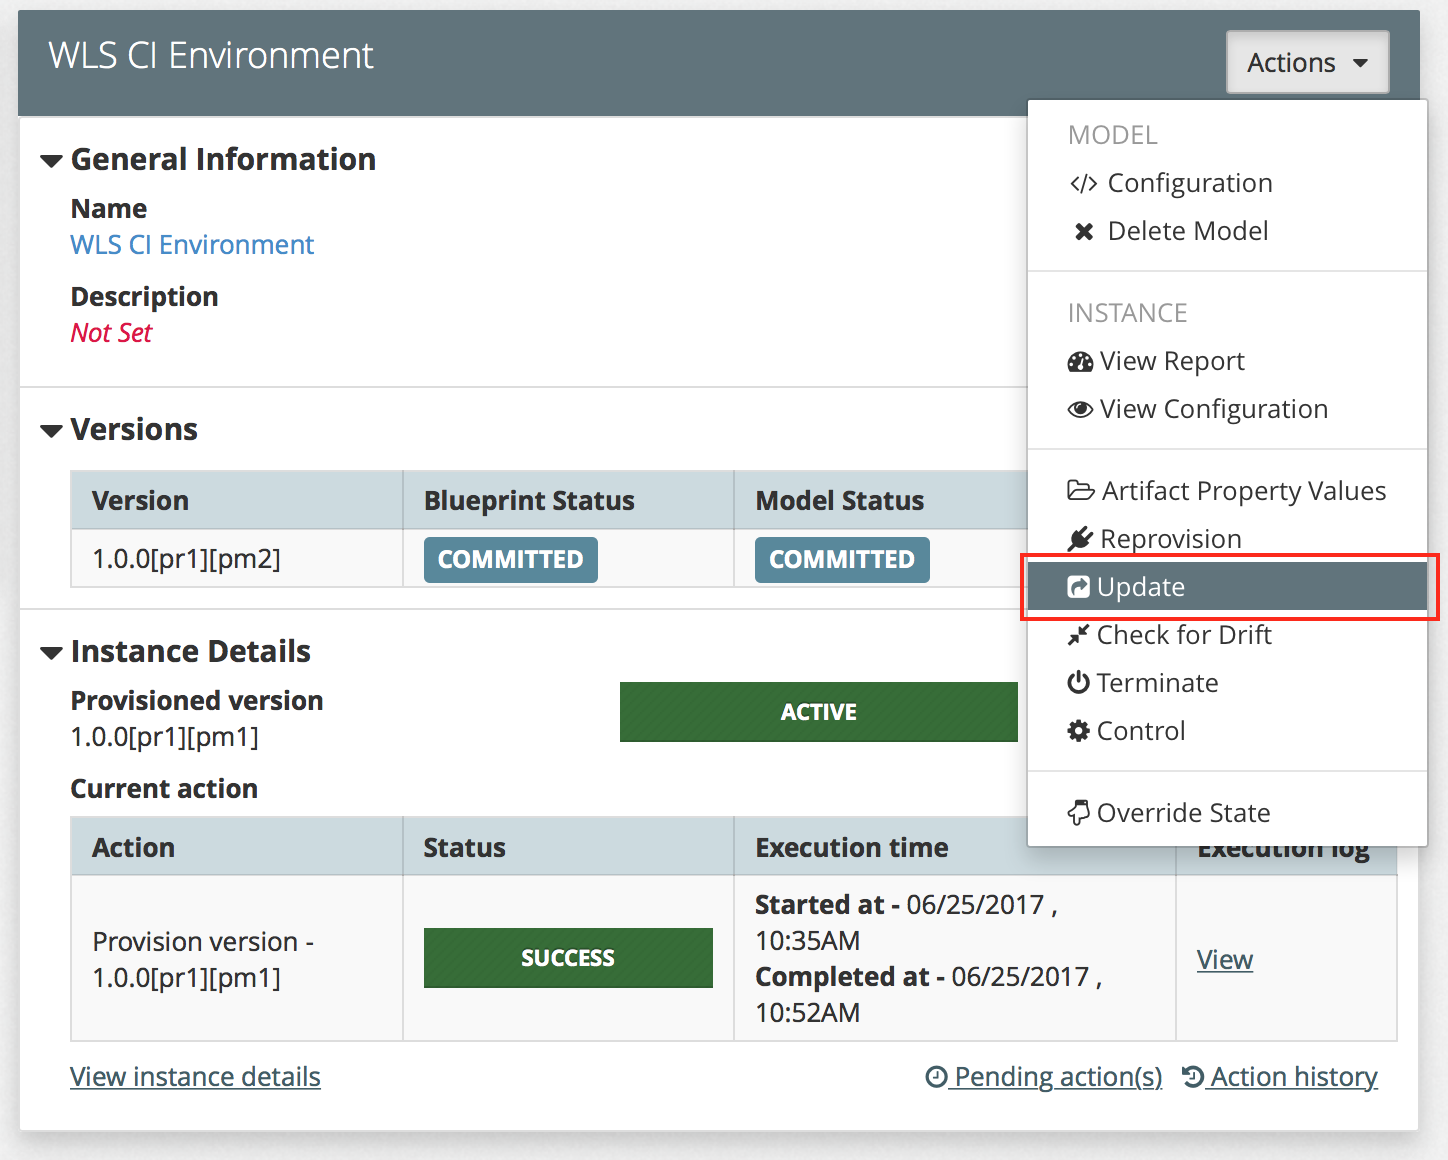 WLS CI Environment
Actions
MODEL
Configuration
Delete Model
INSTANCE
View Report
View Configuration
Artifact Property Values
Reprovision
Update
Check for Drift
Terminate
Control
Override State
General Information
Name
WLS CI Environment
Description
Not Set
Versions
Version Blueprint Status Model Status
1.0.0[pr1][pm2] COMMITTED COMMITTED
Instance Details
Provisioned version
1.0.0[pr1][pm1]
ACTIVE
Current action
Action Status Execution time Execution log
Provision version -
1.0.0[pr1][pm1]
SUCCESS
Started at - 06/25/2017 ,
10:35AM
Completed at - 06/25/2017 ,
10:52AM
View
View instance details
Pending action(s)
Action history